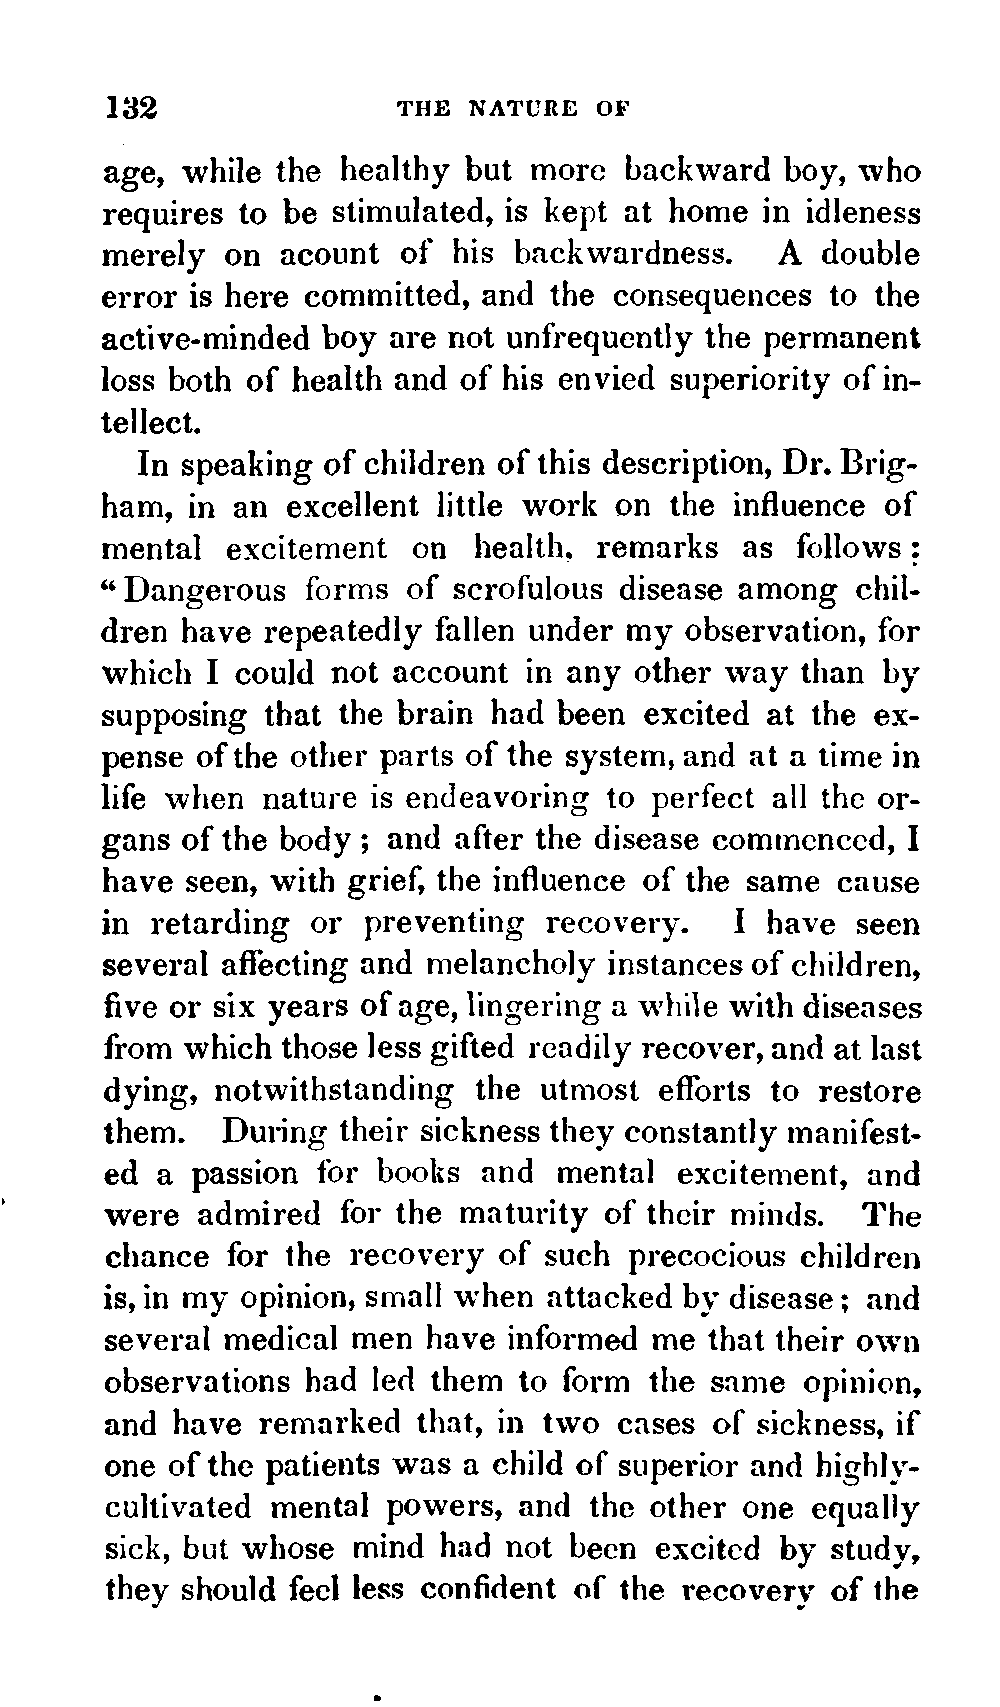 132 THE NATURE OF
age, while the healthy but more backward boy, who
requires to be stimulated, is kept at home in idleness
merely on acount of his backwardness. A double
error is here committed, and the consequences to the
active-minded boy are not unfrequently the permanent
loss both of health and of his envied superiority of in-
tellect.
In speaking of children of this description, Dr. Brig-
ham, in an excellent little work on the influence of
mental excitement on health, remarks as follows :
“ Dangerous forms of scrofulous disease among chil-
dren have repeatedly fallen under my observation, for
which I could not account in any other way than by
supposing that the brain had been excited at the ex-
pense of the other parts of the system, and at a time in
life when nature is endeavoring to perfect all the or-
gans of the body ; and after the disease commenced, I
have seen, with grief, the influence of the same cause
in retarding or preventing recovery. I have seen
several affecting and melancholy instances of children,
five or six years of age, lingering a while with diseases
from which those less gifted readily recover, and at last
dying, notwithstanding the utmost efforts to restore
them. During their sickness they constantly manifest-
ed a passion for books and mental excitement, and
were admired for the maturity of their minds. The
chance for the recovery of such precocious children
is, in my opinion, small when attacked by disease ; and
several medical men have informed me that their own
observations had led them to form the same opinion,
and have remarked that, in two cases of sickness, if
one of the patients was a child of superior and highly-
cultivated mental powers, and the other one equally
sick, but whose mind had not been excited by study,
they should feel less confident of the recovery of the